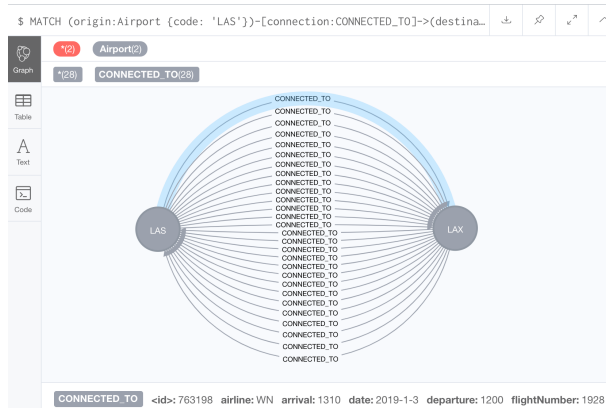 $ MATCH (origin:Airport {code: 'LAS'})-[connection:CONNECTED_TO]->(destina…
*(2) Airport(2)
*(28) CONNECTED_TO(28)
Graph
Table
A
Text
Code
CONNECTED_TO
CONNECTED_TO
CONNECTED_TO
CONNECTED_TO
CONNECTED_TO
CONNECTED_TO
CONNECTED_TO
CONNECTED_TO
CONNECTED_TO
CONNECTED_TO
CONNECTED_TO
CONNECTED_TO
CONNECTED_TO
CONNECTED_TO
LAS LAX
CONNECTED_TO
CONNECTED_TO
CONNECTED_TO
CONNECTED_TO
CONNECTED_TO
CONNECTED_TO
CONNECTED_TO
CONNECTED_TO
CONNECTED_TO
CONNECTED_TO
CONNECTED_TO
CONNECTED_TO
CONNECTED_TO
CONNECTED_TO
CONNECTED_TO <id>: 763198 airline: WN arrival: 1310 date: 2019-1-3 departure: 1200 flightNumber: 1928